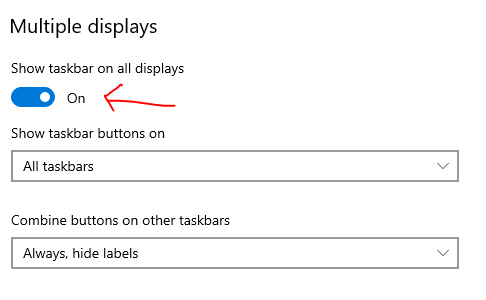 Multiple displays
Show taskbar on all displays
On
Show taskbar buttons on
All taskbars
Combine buttons on other taskbars
Always, hide labels